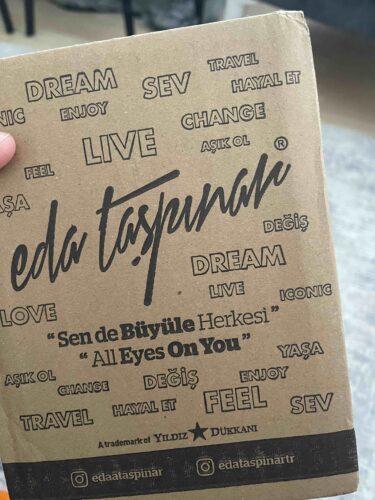 TRAVEL
DREAM SEV HAYAL ET
NIC ENJOY CHANGE
LIVE AŞIK OL
FEEL
AŞA
eda taşpınar®
DEĞİŞ
DREAM
LIVE ICONIC
LOVE
“Sen de Büyüle Herkesi”
“All Eyes On You”
YAŞA
AŞIK OL CHANGE DEĞİŞ ENJOY
TRAVEL HAYAL ET FEEL SEV
A trademark of YILDIZ ★ DÜKKANI
edaataspinar edataspinartr